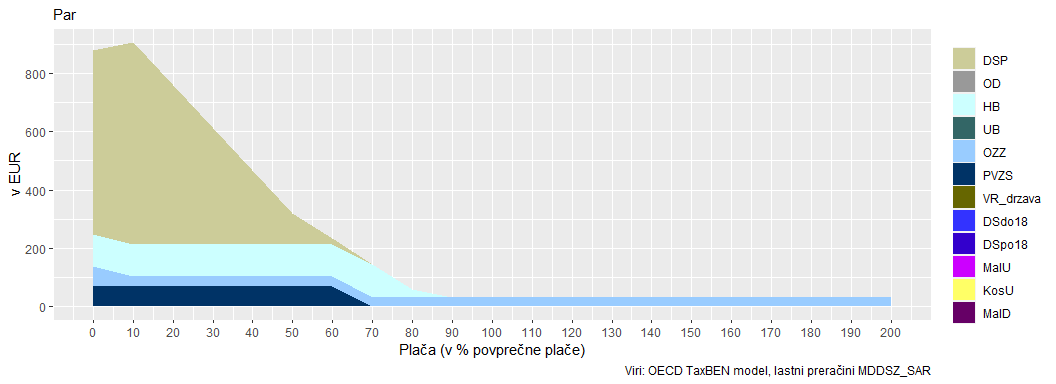 Par
v EUR
800
600
400
200
0
0 10 20 30 40 50 60 70 80 90 100 110 120 130 140 150 160 170 180 190 200
Plača (v % povprečne plače)
Viri: OECD TaxBEN model, lastni preračini MDDSZ_SAR
DSP
OD
HB
UB
OZZ
PVZS
VR_drzava
DSdo18
DSpo18
MalU
KosU
MalD